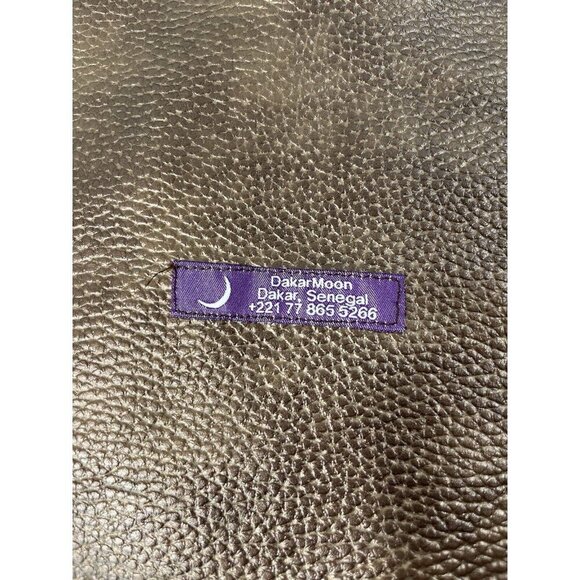 DakarMoon
Dakar, Senegal
+221 77 865 5266